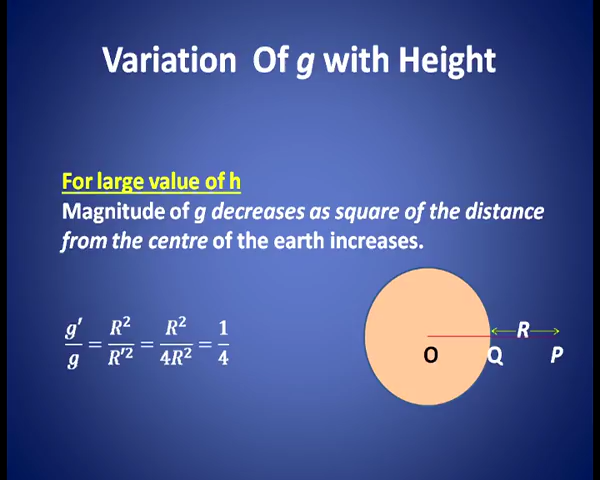 Variation Of g with Height
For large value of h
Magnitude of g decreases as square of the distance
from the centre of the earth increases.
g′/g = R²/R′² = R²/4R² = 1/4
R
O Q P